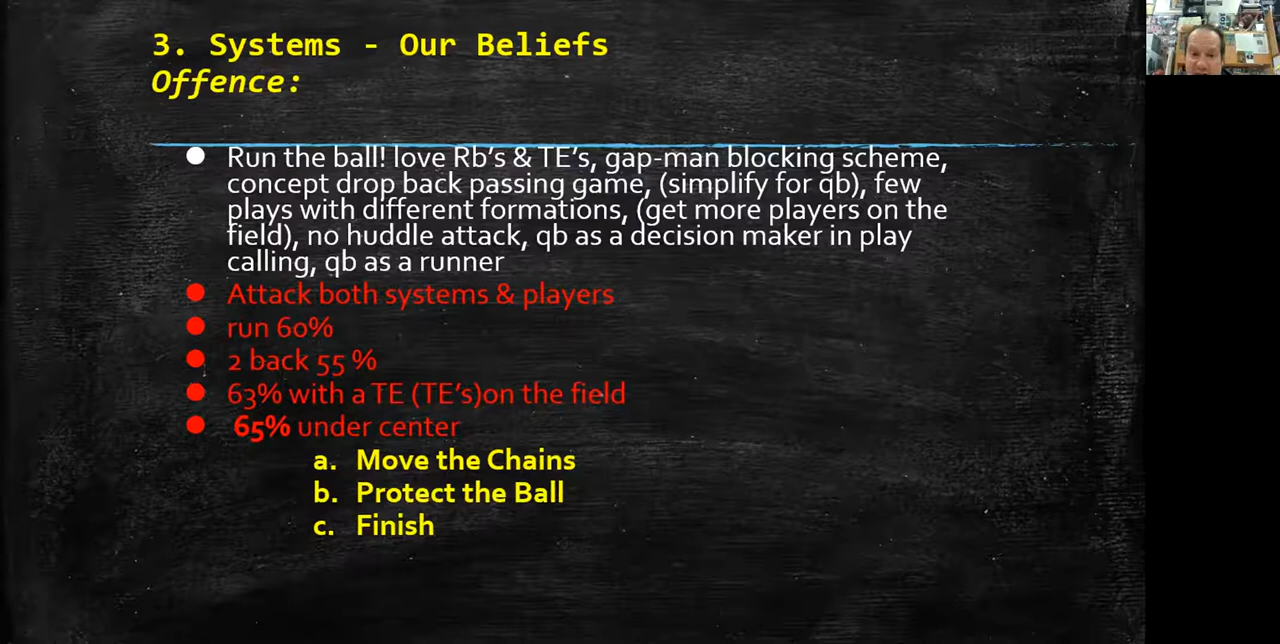 3. Systems - Our Beliefs
Offence:
Run the ball! love Rb's & TE's, gap-man blocking scheme,
concept drop back passing game, (simplify for qb), few
plays with different formations, (get more players on the
field), no huddle attack, qb as a decision maker in play
calling, qb as a runner
Attack both systems & players
run 60%
2 back 55 %
63% with a TE (TE's)on the field
65% under center
a. Move the Chains
b. Protect the Ball
c. Finish